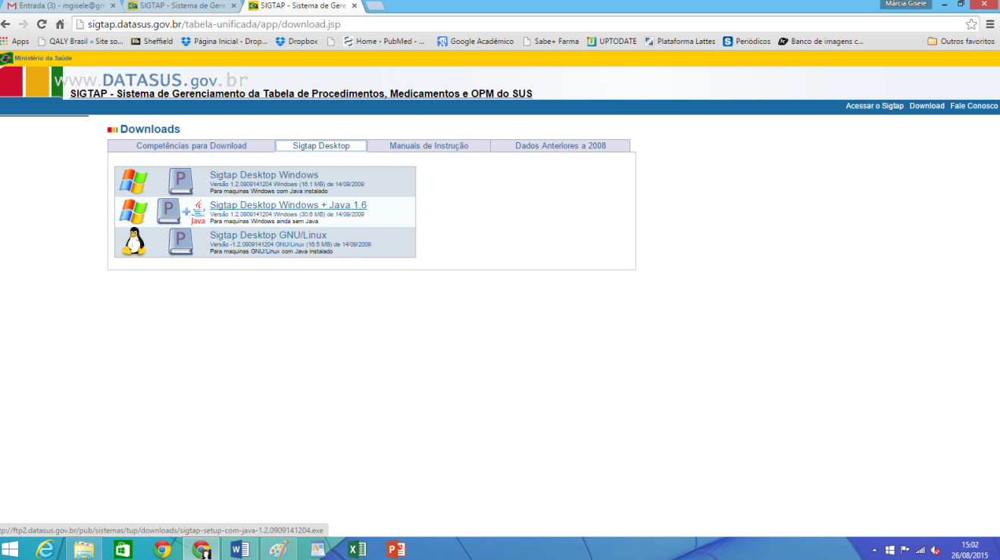 Entrada (3) - mgisele@gm
SIGTAP - Sistema de Gere
SIGTAP - Sistema de Gere
Márcia Gisele
sigtap.datasus.gov.br/tabela-unificada/app/download.jsp
Apps
QALY Brasil » Site so...
Sheffield
Página Inicial - Drop...
Dropbox
Home - PubMed - ...
Google Acadêmico
Sabe+ Farma
UPTODATE
Plataforma Lattes
Periódicos
Banco de imagens c...
Outros favoritos
Ministério da Saúde
www.DATASUS.gov.br
SIGTAP - Sistema de Gerenciamento da Tabela de Procedimentos, Medicamentos e OPM do SUS
Acessar o Sigtap Download Fale Conosco
Downloads
Competências para Download
Sigtap Desktop
Manuais de Instrução
Dados Anteriores a 2008
P
Sigtap Desktop Windows
Versão 1.2.0909141204 Windows (16.1 MB) de 14/09/2009
Para maquinas Windows com Java instalado
P + Java
Sigtap Desktop Windows + Java 1.6
Versão 1.2.0909141204 Windows (30.6 MB) de 14/09/2009
Para maquinas Windows ainda sem Java
P
Sigtap Desktop GNU/Linux
Versão -1.2.0909141204 GNU/Linux (16.5 MB) de 14/09/2009
Para maquinas GNU/Linux com Java instalado
tp://ftp2.datasus.gov.br/pub/sistemas/tup/downloads/sigtap-setup-com-java-1.2.0909141204.exe
15:02
26/08/2015